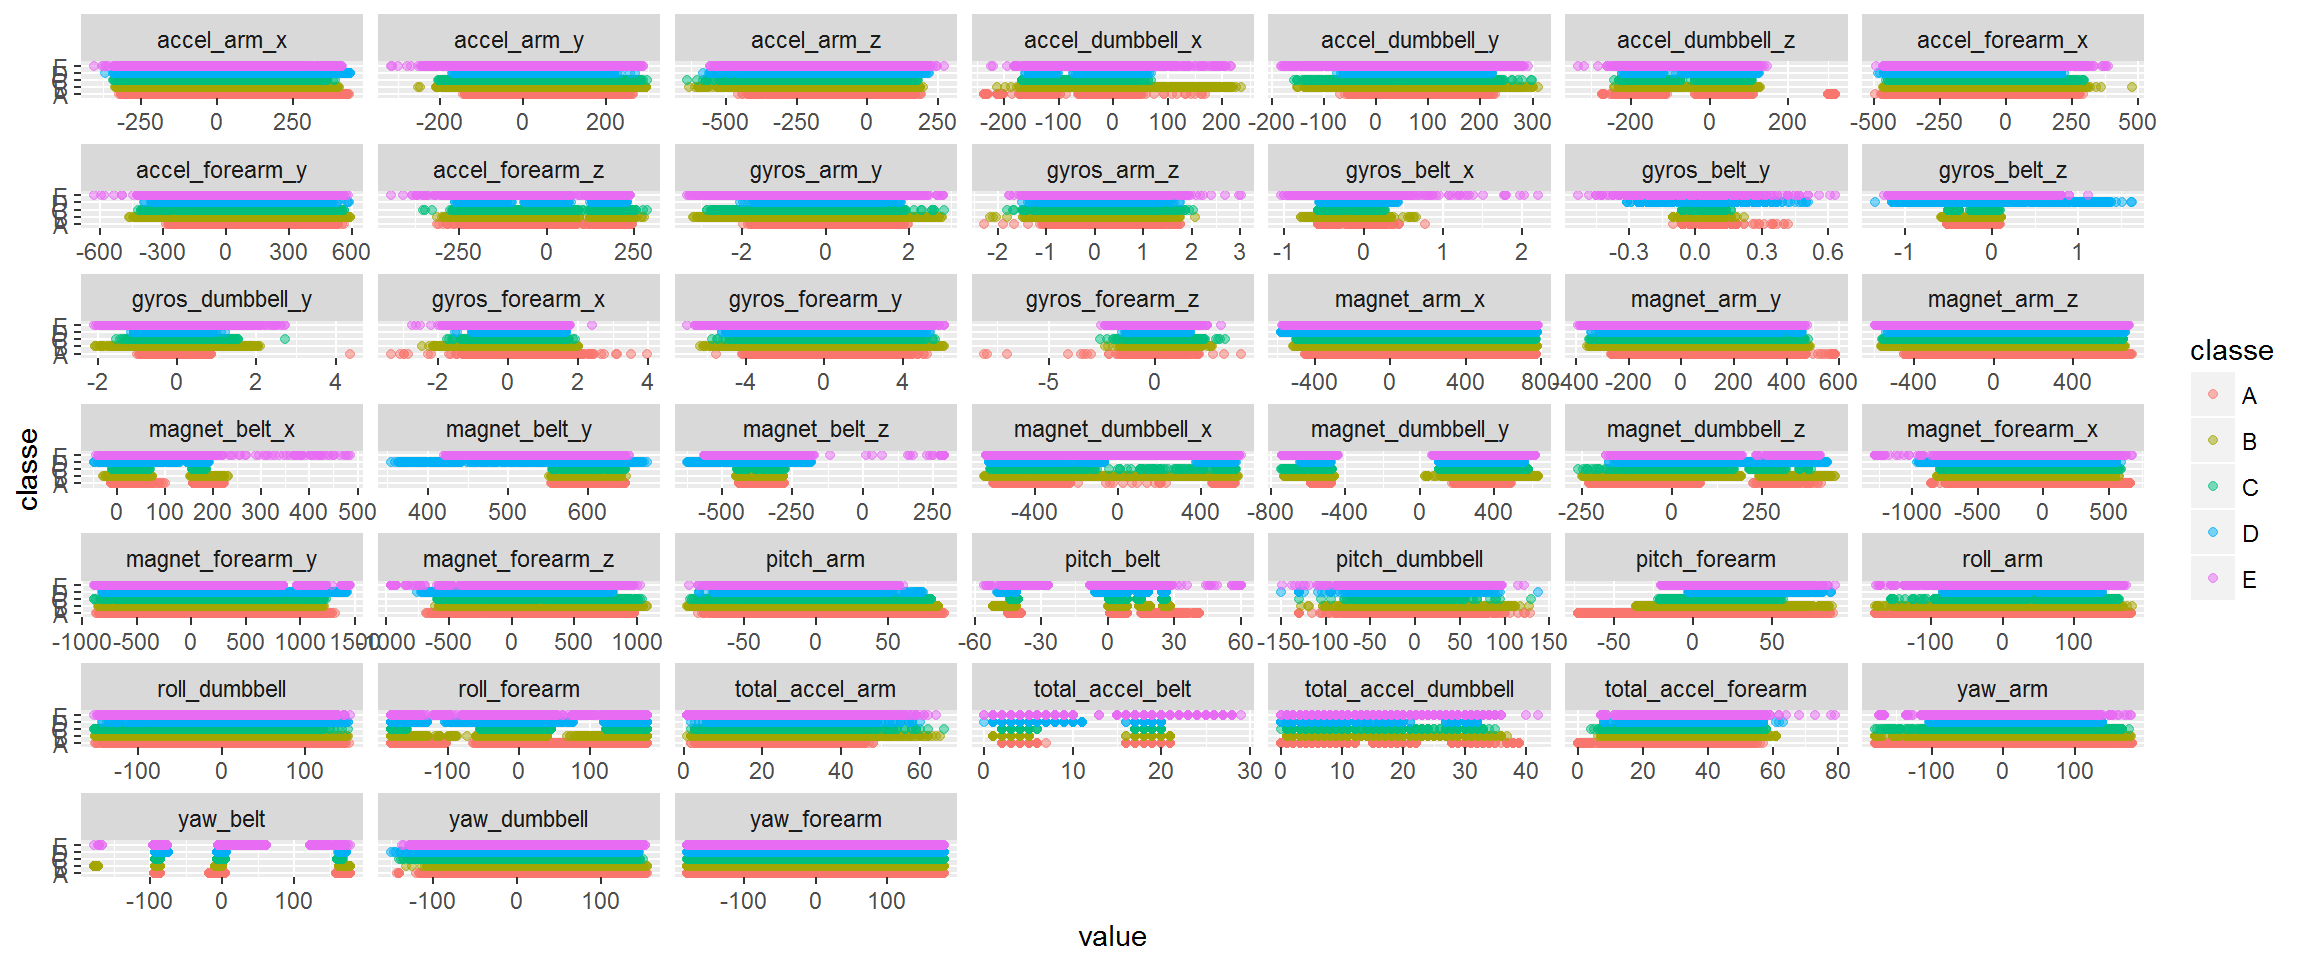 accel_arm_x accel_arm_y accel_arm_z accel_dumbbell_x accel_dumbbell_y accel_dumbbell_z accel_forearm_x
E
D
C
B
A
-250 0 250 -200 0 200 -500 -250 0 250 -200 -100 0 100 200 -200 -100 0 100 200 300 -200 0 200 -500 -250 0 250 500
accel_forearm_y accel_forearm_z gyros_arm_y gyros_arm_z gyros_belt_x gyros_belt_y gyros_belt_z
E
D
C
B
A
-600 -300 0 300 600 -250 0 250 -2 0 2 -2 -1 0 1 2 3 -1 0 1 2 -0.3 0.0 0.3 0.6 -1 0 1
gyros_dumbbell_y gyros_forearm_x gyros_forearm_y gyros_forearm_z magnet_arm_x magnet_arm_y magnet_arm_z
E
D
C
B
A
-2 0 2 4 -2 0 2 4 -4 0 4 -5 0 -400 0 400 800 -400 -200 0 200 400 600 -400 0 400
magnet_belt_x magnet_belt_y magnet_belt_z magnet_dumbbell_x magnet_dumbbell_y magnet_dumbbell_z magnet_forearm_x
E
D
C
B
A
0 100 200 300 400 500 400 500 600 -500 -250 0 250 -400 0 400 -800 -400 0 400 -250 0 250 -1000 -500 0 500
magnet_forearm_y magnet_forearm_z pitch_arm pitch_belt pitch_dumbbell pitch_forearm roll_arm
E
D
C
B
A
-1000 -500 0 500 1000 1500 -1000 -500 0 500 1000 -50 0 50 -60 -30 0 30 60 -150 -100 -50 0 50 100 150 -50 0 50 -100 0 100
roll_dumbbell roll_forearm total_accel_arm total_accel_belt total_accel_dumbbell total_accel_forearm yaw_arm
E
D
C
B
A
-100 0 100 -100 0 100 0 20 40 60 0 10 20 30 0 10 20 30 40 0 20 40 60 80 -100 0 100
yaw_belt yaw_dumbbell yaw_forearm
E
D
C
B
A
-100 0 100 -100 0 100 -100 0 100
value
classe
classe
A
B
C
D
E